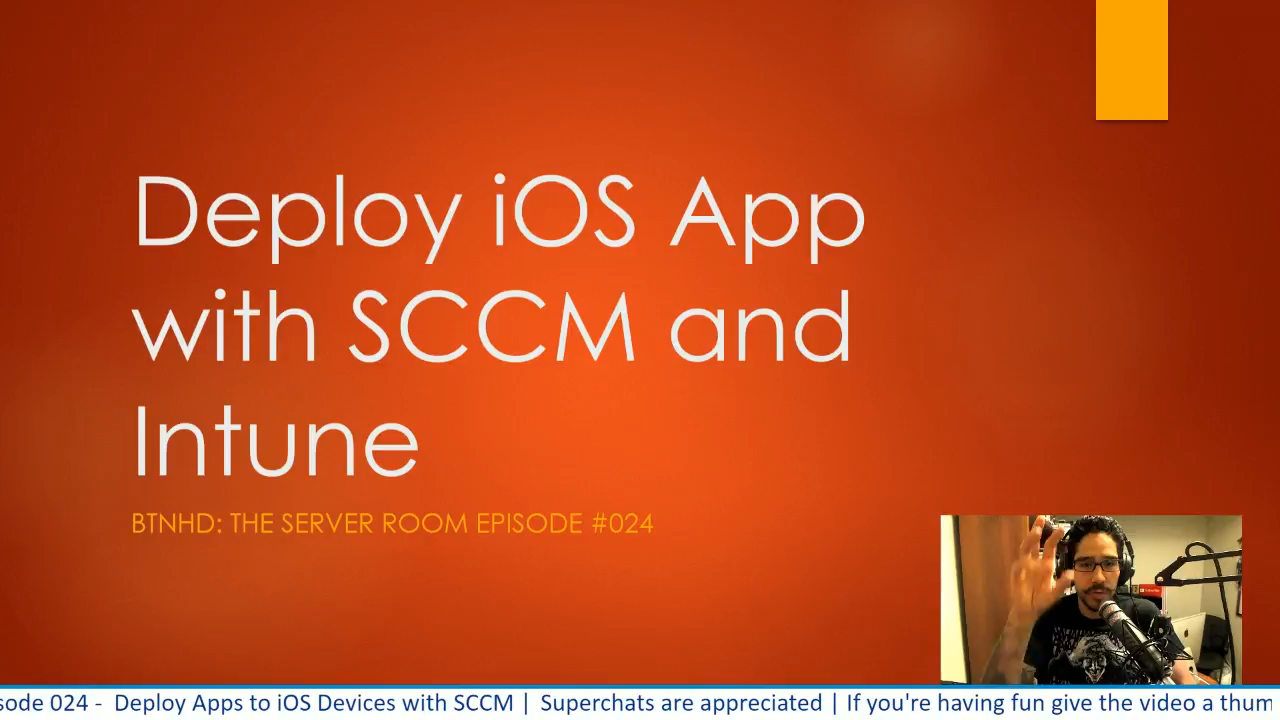 Deploy iOS App
with SCCM and
Intune
BTNHD: THE SERVER ROOM EPISODE #024
sode 024 - Deploy Apps to iOS Devices with SCCM | Superchats are appreciated | If you're having fun give the video a thum